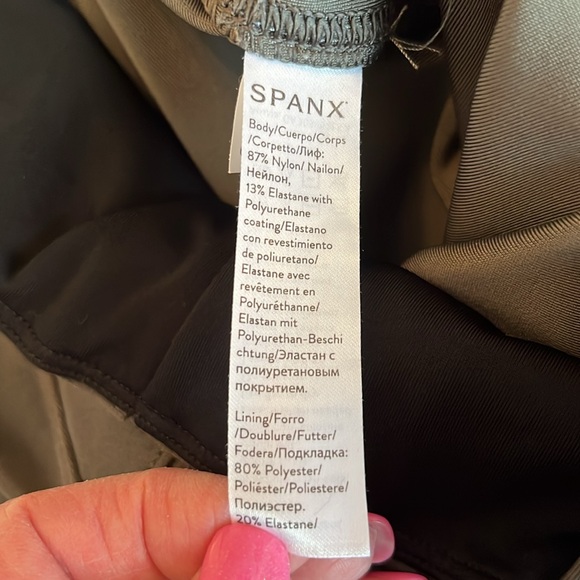 SPANX
Body/Cuerpo/Corps
/Corpetto/Лиф:
87% Nylon/ Nailon/
Нейлон,
13% Elastane with
Polyurethane
coating/Elastano
con revestimiento
de poliuretano/
Elastane avec
revêtement en
Polyuréthanne/
Elastan mit
Polyurethan-Beschi
chtung/Эластан с
полиуретановым
покрытием.
Lining/Forro
/Doublure/Futter/
Fodera/Подкладка:
80% Polyester/
Poliéster/Poliestere/
Полиэстер.
20% Elastane/